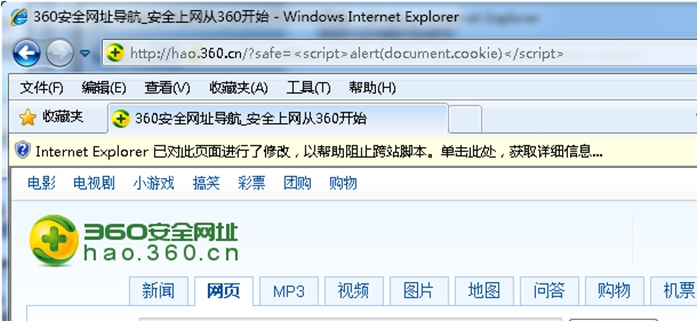 360安全网址导航_安全上网从360开始 - Windows Internet Explorer
http://hao.360.cn/?safe=<script>alert(document.cookie)</script>
文件(F) 编辑(E) 查看(V) 收藏夹(A) 工具(T) 帮助(H)
收藏夹 360安全网址导航_安全上网从360开始
Internet Explorer 已对此页面进行了修改，以帮助阻止跨站脚本。单击此处，获取详细信息...
电影 电视剧 小游戏 搞笑 彩票 团购 购物
360安全网址
hao.360.cn
新闻 网页 MP3 视频 图片 地图 问答 购物 机票